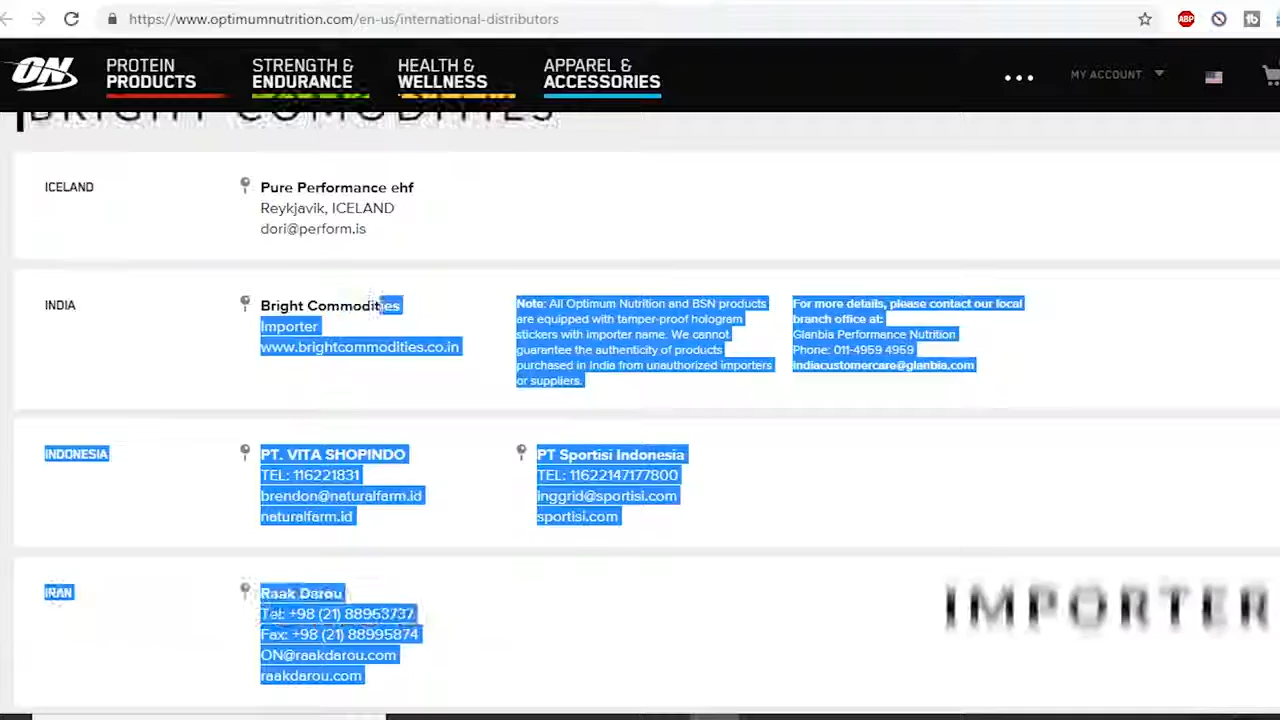 https://www.optimumnutrition.com/en-us/international-distributors
ABP
ON
PROTEIN
PRODUCTS
STRENGTH &
ENDURANCE
HEALTH &
WELLNESS
APPAREL &
ACCESSORIES
MY ACCOUNT
BRIGHT COMODITIES
ICELAND
Pure Performance ehf
Reykjavik, ICELAND
dori@perform.is
INDIA
Bright Commodities
Importer
www.brightcommodities.co.in
Note: All Optimum Nutrition and BSN products
are equipped with tamper-proof hologram
stickers with importer name. We cannot
guarantee the authenticity of products
purchased in India from unauthorized importers
or suppliers.
For more details, please contact our local
branch office at:
Glanbia Performance Nutrition
Phone: 011-4959 4959
indiacustomercare@glanbia.com
INDONESIA
PT. VITA SHOPINDO
TEL: 116221831
brendon@naturalfarm.id
naturalfarm.id
PT Sportisi Indonesia
TEL: 11622147177800
inggrid@sportisi.com
sportisi.com
IRAN
Raak Darou
Tel: +98 (21) 88953737
Fax: +98 (21) 88995874
ON@raakdarou.com
raakdarou.com
IMPORTER